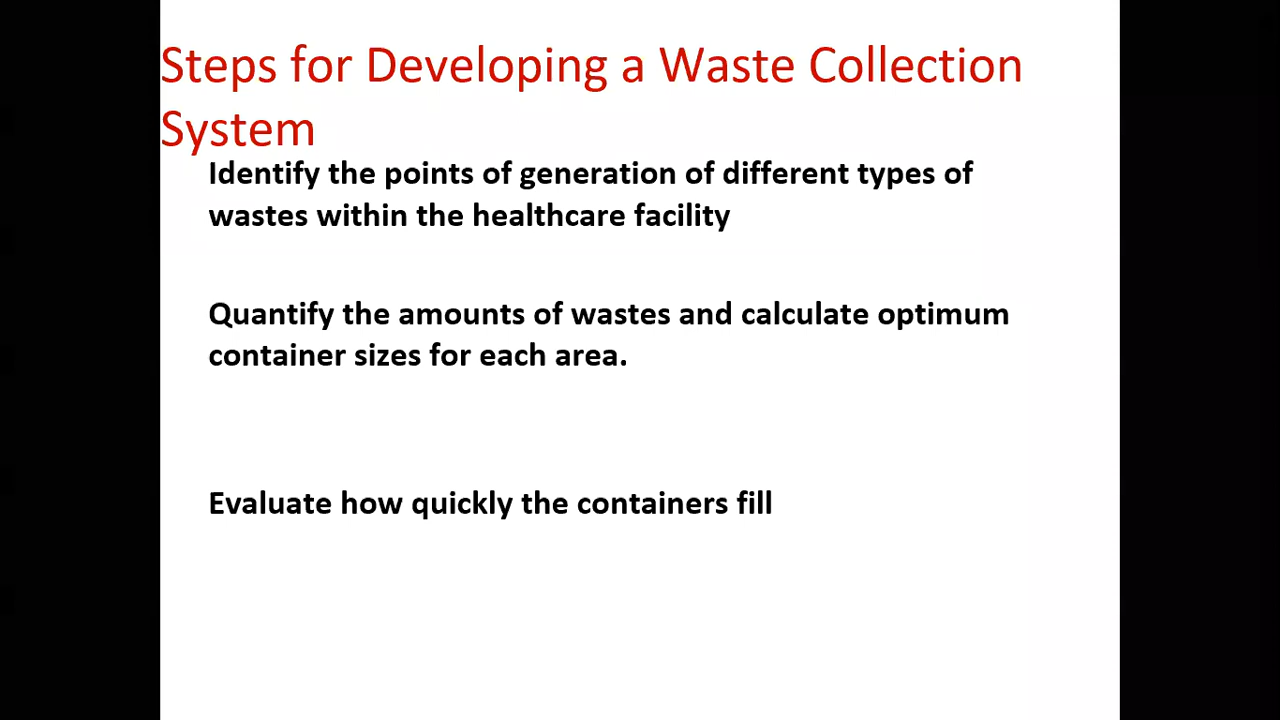 Steps for Developing a Waste Collection
System
Identify the points of generation of different types of
wastes within the healthcare facility
Quantify the amounts of wastes and calculate optimum
container sizes for each area.
Evaluate how quickly the containers fill